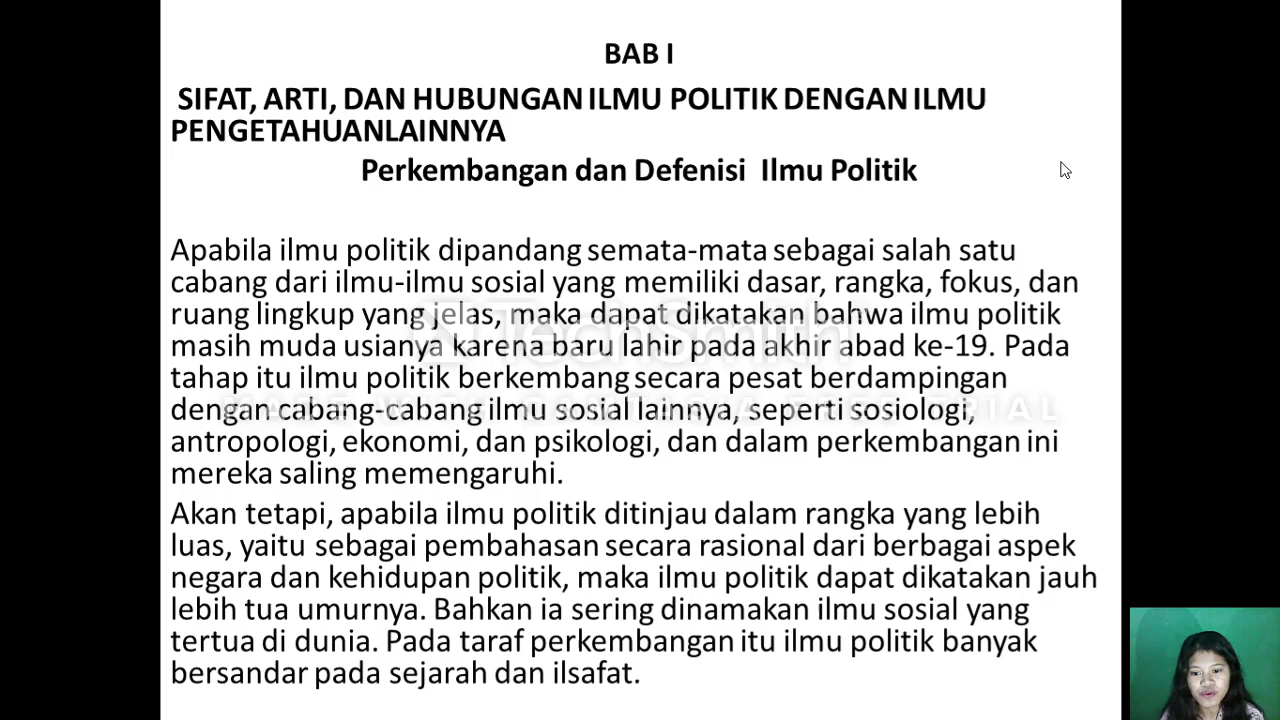 BAB I
SIFAT, ARTI, DAN HUBUNGAN ILMU POLITIK DENGAN ILMU
PENGETAHUANLAINNYA
Perkembangan dan Defenisi Ilmu Politik
Apabila ilmu politik dipandang semata-mata sebagai salah satu
cabang dari ilmu-ilmu sosial yang memiliki dasar, rangka, fokus, dan
ruang lingkup yang jelas, maka dapat dikatakan bahwa ilmu politik
masih muda usianya karena baru lahir pada akhir abad ke-19. Pada
tahap itu ilmu politik berkembang secara pesat berdampingan
dengan cabang-cabang ilmu sosial lainnya, seperti sosiologi,
antropologi, ekonomi, dan psikologi, dan dalam perkembangan ini
mereka saling memengaruhi.
Akan tetapi, apabila ilmu politik ditinjau dalam rangka yang lebih
luas, yaitu sebagai pembahasan secara rasional dari berbagai aspek
negara dan kehidupan politik, maka ilmu politik dapat dikatakan jauh
lebih tua umurnya. Bahkan ia sering dinamakan ilmu sosial yang
tertua di dunia. Pada taraf perkembangan itu ilmu politik banyak
bersandar pada sejarah dan ilsafat.
TechSmith
MADE WITH CAMTASIA FREE TRIAL